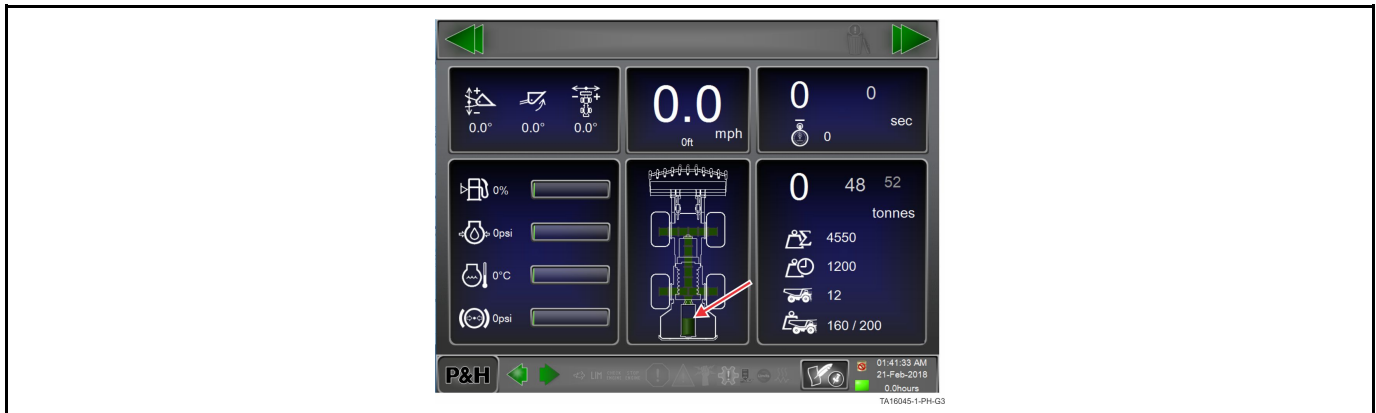 0.0° 0.0° 0.0°
0.0
mph
0ft
0 0
sec
0
0%
0psi
0°C
0psi
0 48 52
tonnes
4550
1200
12
160 / 200
P&H
LIM
01:41:33 AM
21-Feb-2018
0.0hours
TA16045-1-PH-G3